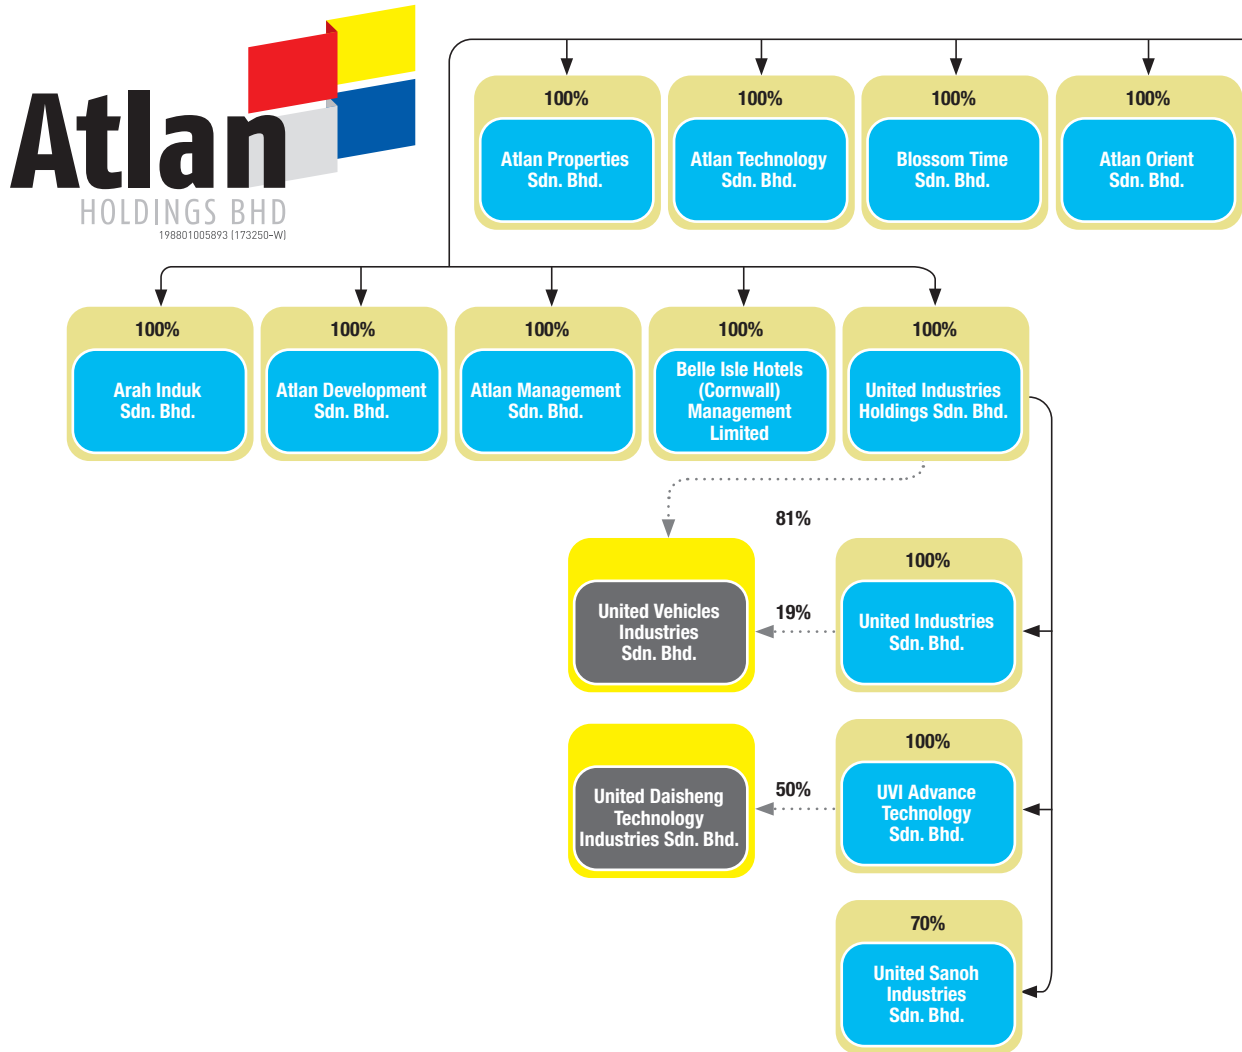 Atlan
HOLDINGS BHD
198801005893 (173250-W)
100%
Atlan Properties
Sdn. Bhd.
100%
Atlan Technology
Sdn. Bhd.
100%
Blossom Time
Sdn. Bhd.
100%
Atlan Orient
Sdn. Bhd.
100%
Arah Induk
Sdn. Bhd.
100%
Atlan Development
Sdn. Bhd.
100%
Atlan Management
Sdn. Bhd.
100%
Belle Isle Hotels
(Cornwall)
Management
Limited
100%
United Industries
Holdings Sdn. Bhd.
81%
United Vehicles
Industries
Sdn. Bhd.
19%
100%
United Industries
Sdn. Bhd.
United Daisheng
Technology
Industries Sdn. Bhd.
50%
100%
UVI Advance
Technology
Sdn. Bhd.
70%
United Sanoh
Industries
Sdn. Bhd.